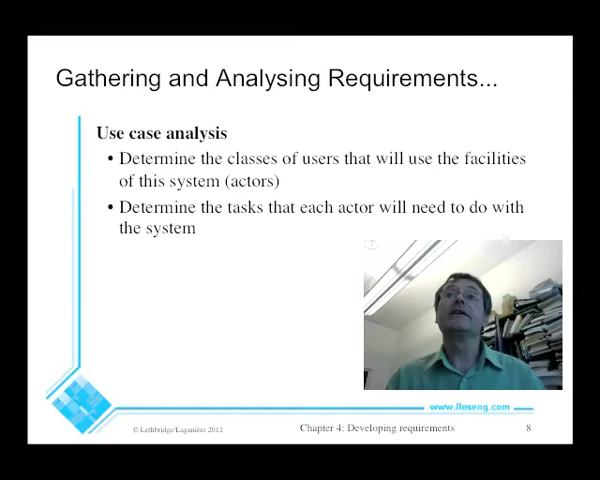 Gathering and Analysing Requirements...
Use case analysis
• Determine the classes of users that will use the facilities
of this system (actors)
• Determine the tasks that each actor will need to do with
the system
www.lloseng.com
© Lethbridge/Laganière 2012
Chapter 4: Developing requirements
8